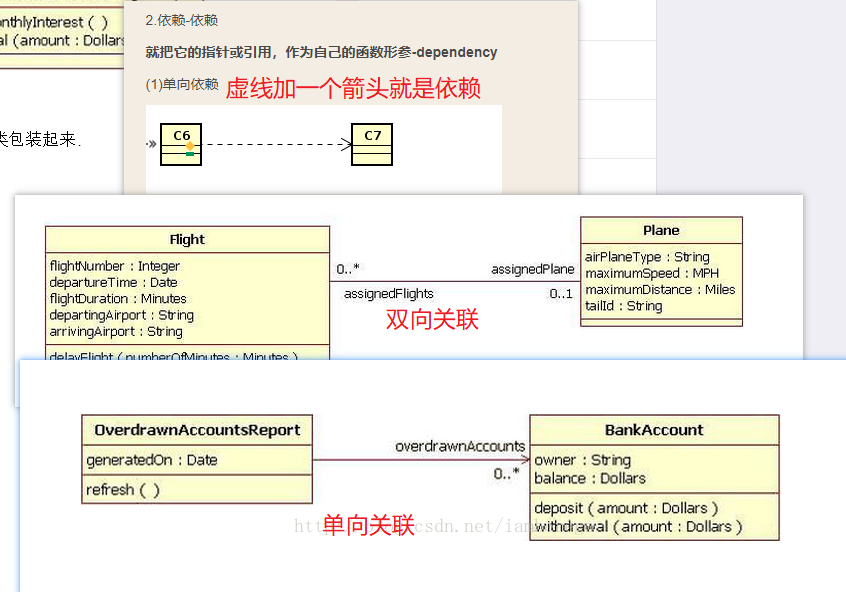 nthlyInterest ( )
al (amount : Dollars
类包装起来.
2.依赖-依赖
就把它的指针或引用，作为自己的函数形参-dependency
(1)单向依赖
虚线加一个箭头就是依赖
C6
C7
Flight
flightNumber : Integer
departureTime : Date
flightDuration : Minutes
departingAirport : String
arrivingAirport : String
delayFlight ( numberOfMinutes : Minutes )
0..*
assignedPlane
assignedFlights
0..1
双向关联
Plane
airPlaneType : String
maximumSpeed : MPH
maximumDistance : Miles
tailId : String
OverdrawnAccountsReport
generatedOn : Date
refresh ( )
overdrawnAccounts
0..*
BankAccount
owner : String
balance : Dollars
deposit ( amount : Dollars )
withdrawal ( amount : Dollars )
单向关联